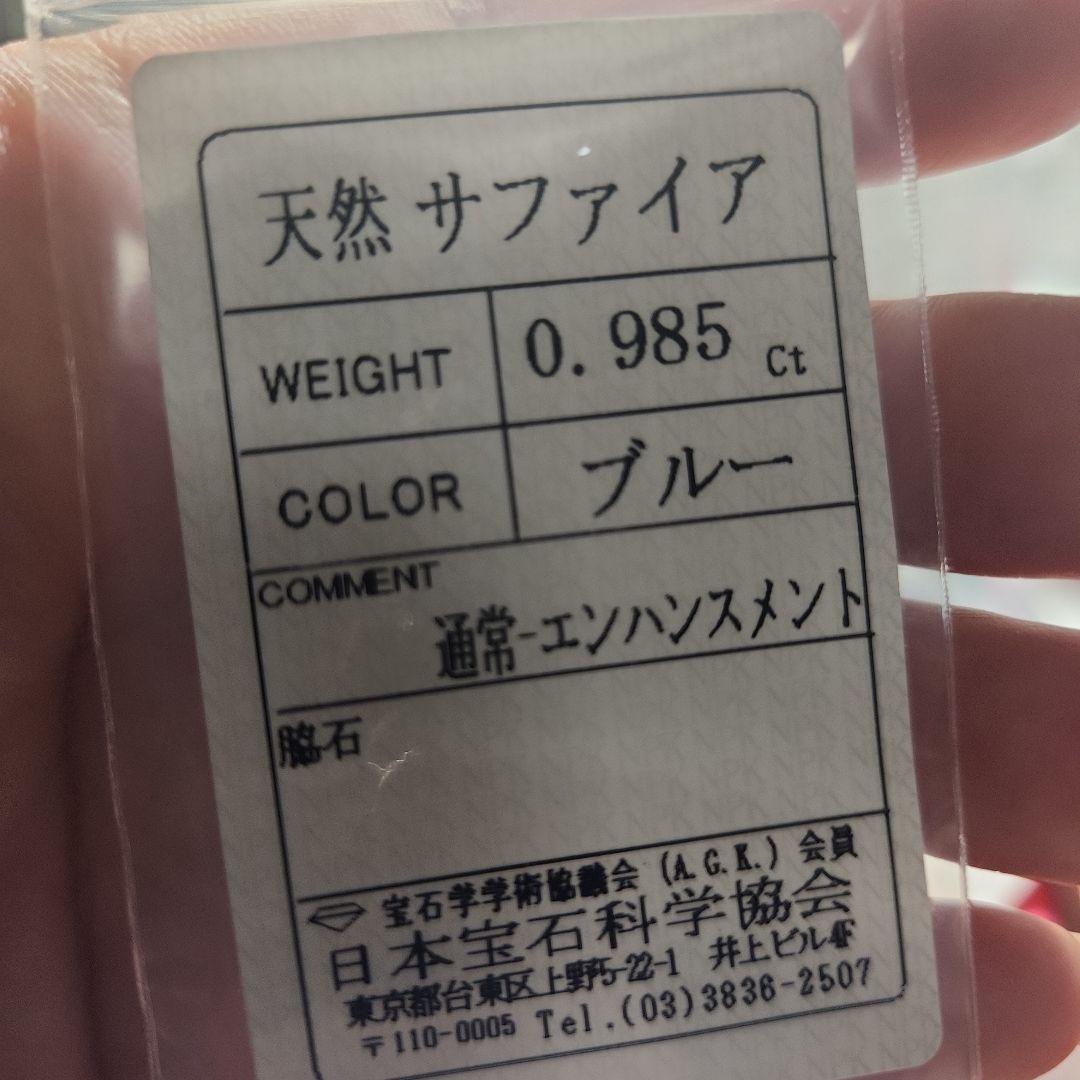 天然 サファイア
WEIGHT 0.985 Ct
COLOR ブルー
COMMENT
通常-エンハンスメント
脇石
宝石学学術協議会 (A.G.K.) 会員
日本宝石科学協会
東京都台東区上野5-22-1 井上ビル4F
〒110-0005 Tel.(03)3836-2507